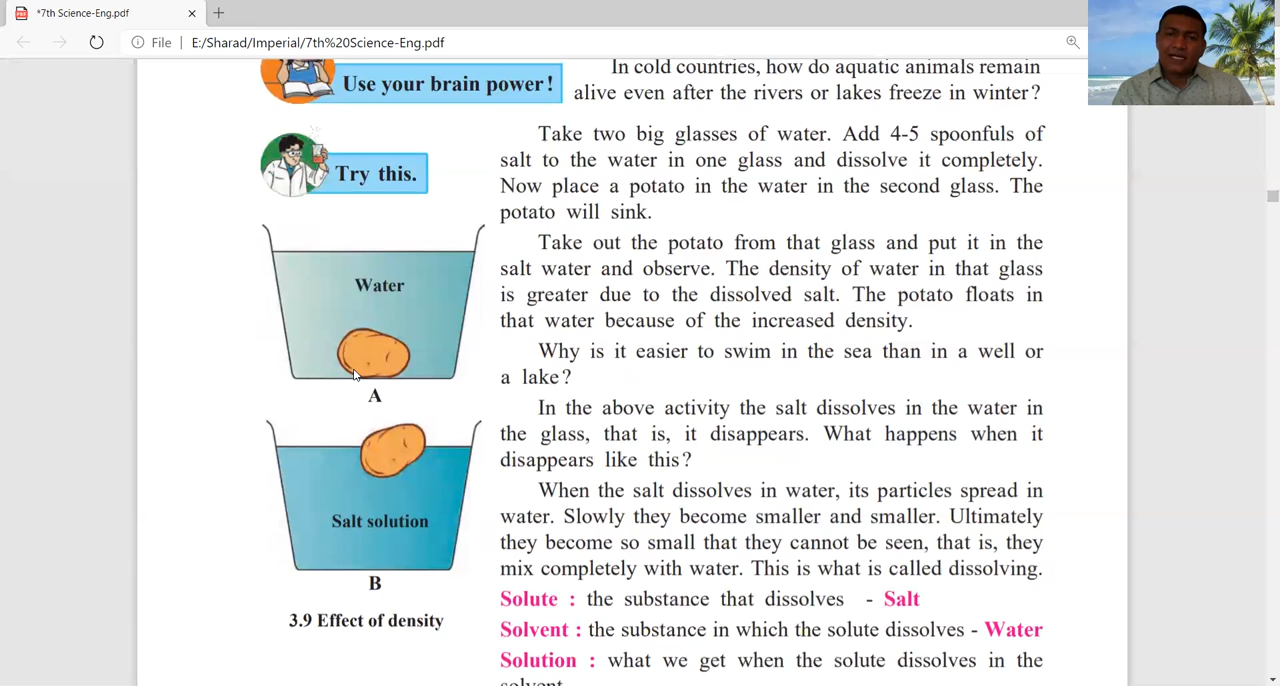 *7th Science-Eng.pdf
File | E:/Sharad/Imperial/7th%20Science-Eng.pdf
Use your brain power!
In cold countries, how do aquatic animals remain
alive even after the rivers or lakes freeze in winter?
Try this.
Take two big glasses of water. Add 4-5 spoonfuls of
salt to the water in one glass and dissolve it completely.
Now place a potato in the water in the second glass. The
potato will sink.
Take out the potato from that glass and put it in the
salt water and observe. The density of water in that glass
is greater due to the dissolved salt. The potato floats in
that water because of the increased density.
Why is it easier to swim in the sea than in a well or
a lake?
In the above activity the salt dissolves in the water in
the glass, that is, it disappears. What happens when it
disappears like this?
When the salt dissolves in water, its particles spread in
water. Slowly they become smaller and smaller. Ultimately
they become so small that they cannot be seen, that is, they
mix completely with water. This is what is called dissolving.
Solute : the substance that dissolves - Salt
Solvent : the substance in which the solute dissolves - Water
Solution : what we get when the solute dissolves in the
solvent
Water
A
Salt solution
B
3.9 Effect of density